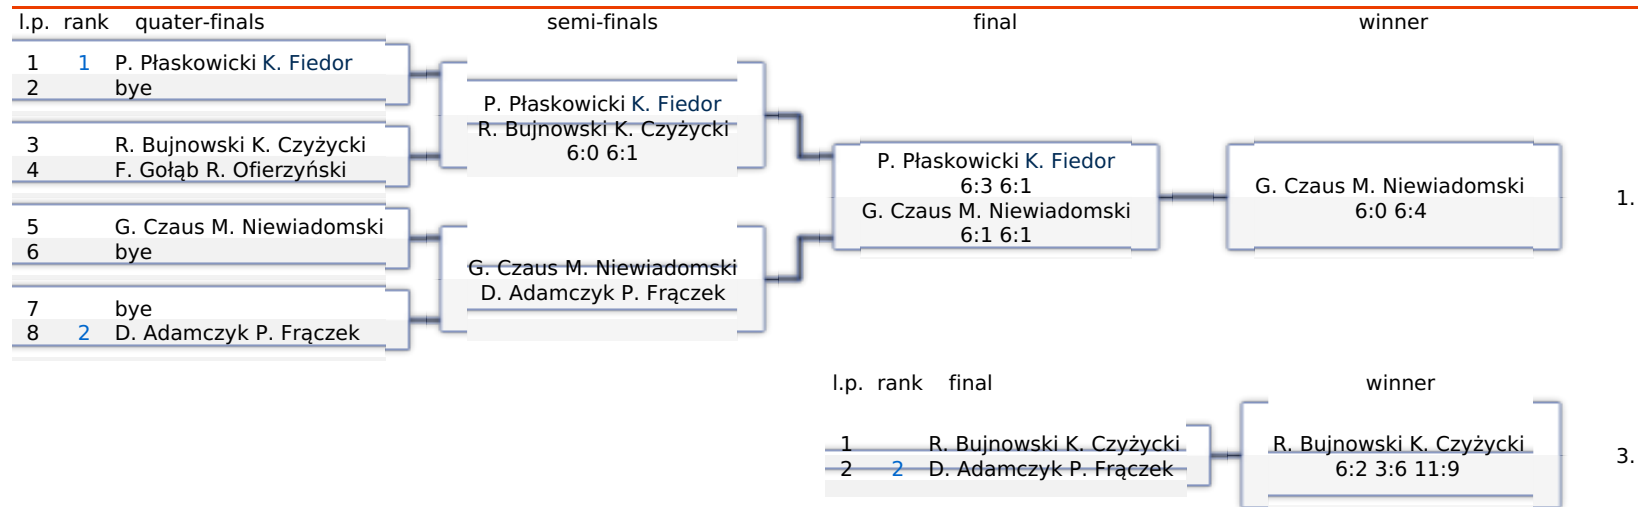 l.p. rank quater-finals semi-finals final winner
1 1 P. Płaskowicki K. Fiedor
2 bye
3 R. Bujnowski K. Czyżycki
4 F. Gołąb R. Ofierzyński
5 G. Czaus M. Niewiadomski
6 bye
7 bye
8 2 D. Adamczyk P. Frączek
P. Płaskowicki K. Fiedor
R. Bujnowski K. Czyżycki
6:0 6:1
G. Czaus M. Niewiadomski
D. Adamczyk P. Frączek
P. Płaskowicki K. Fiedor
6:3 6:1
G. Czaus M. Niewiadomski
6:1 6:1
G. Czaus M. Niewiadomski
6:0 6:4
1.
l.p. rank final winner
1 R. Bujnowski K. Czyżycki
2 2 D. Adamczyk P. Frączek
R. Bujnowski K. Czyżycki
6:2 3:6 11:9
3.